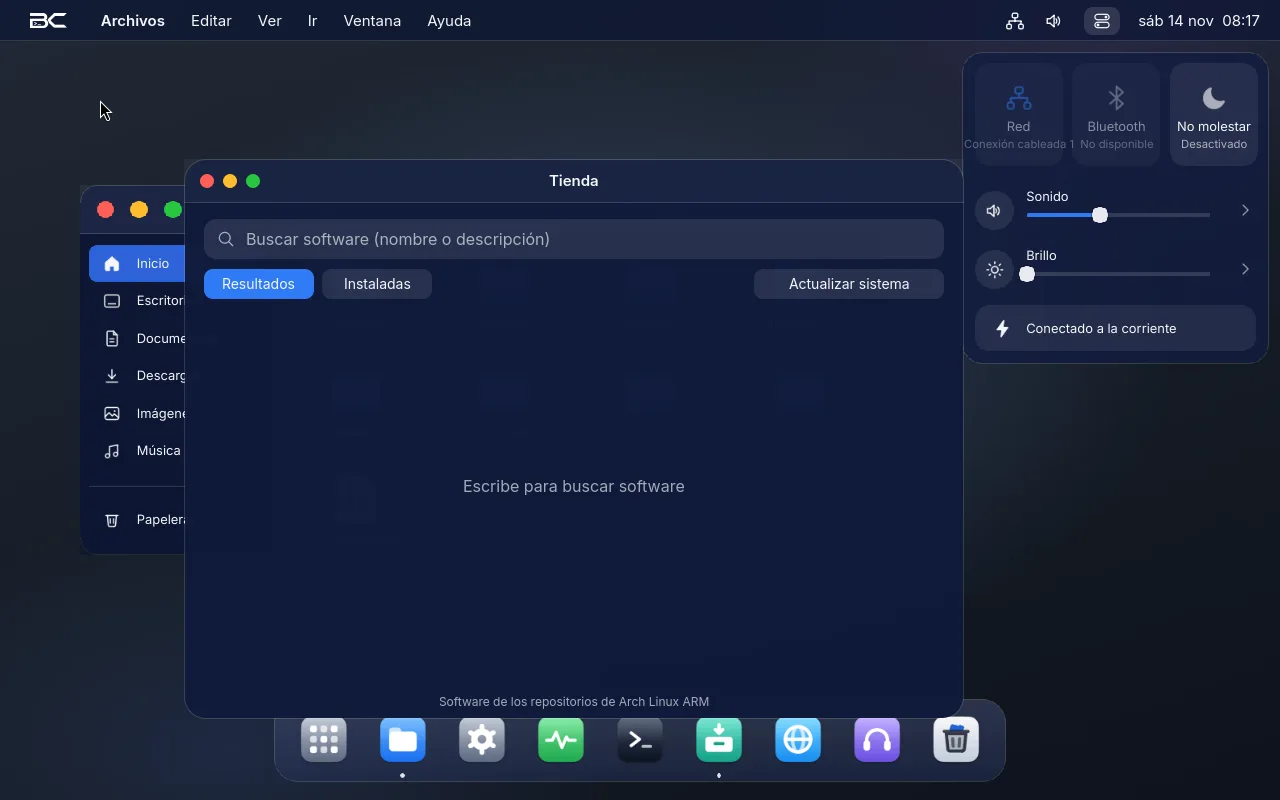 BC Archivos Editar Ver Ir Ventana Ayuda sáb 14 nov 08:17
Red
Conexión cableada 1
Bluetooth
No disponible
No molestar
Desactivado
Sonido
Brillo
Conectado a la corriente
Tienda
Buscar software (nombre o descripción)
Resultados Instaladas Actualizar sistema
Escribe para buscar software
Software de los repositorios de Arch Linux ARM
Inicio
Escritor
Docume
Descarg
Imágene
Música
Papelera